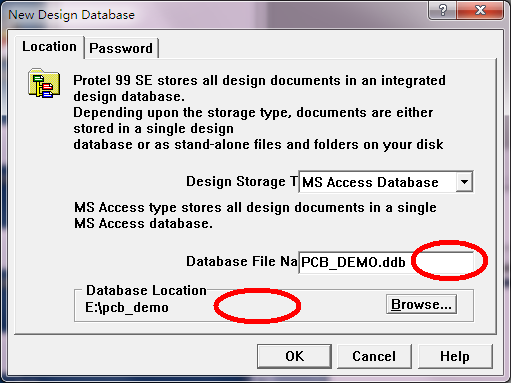 New Design Database
Location
Password
Protel 99 SE stores all design documents in an integrated
design database.
Depending upon the storage type, documents are either
stored in a single design
database or as stand-alone files and folders on your disk
Design Storage T
MS Access Database
MS Access type stores all design documents in a single
MS Access database.
Database File Na
PCB_DEMO.ddb
Database Location
E:\pcb_demo
Browse...
OK
Cancel
Help